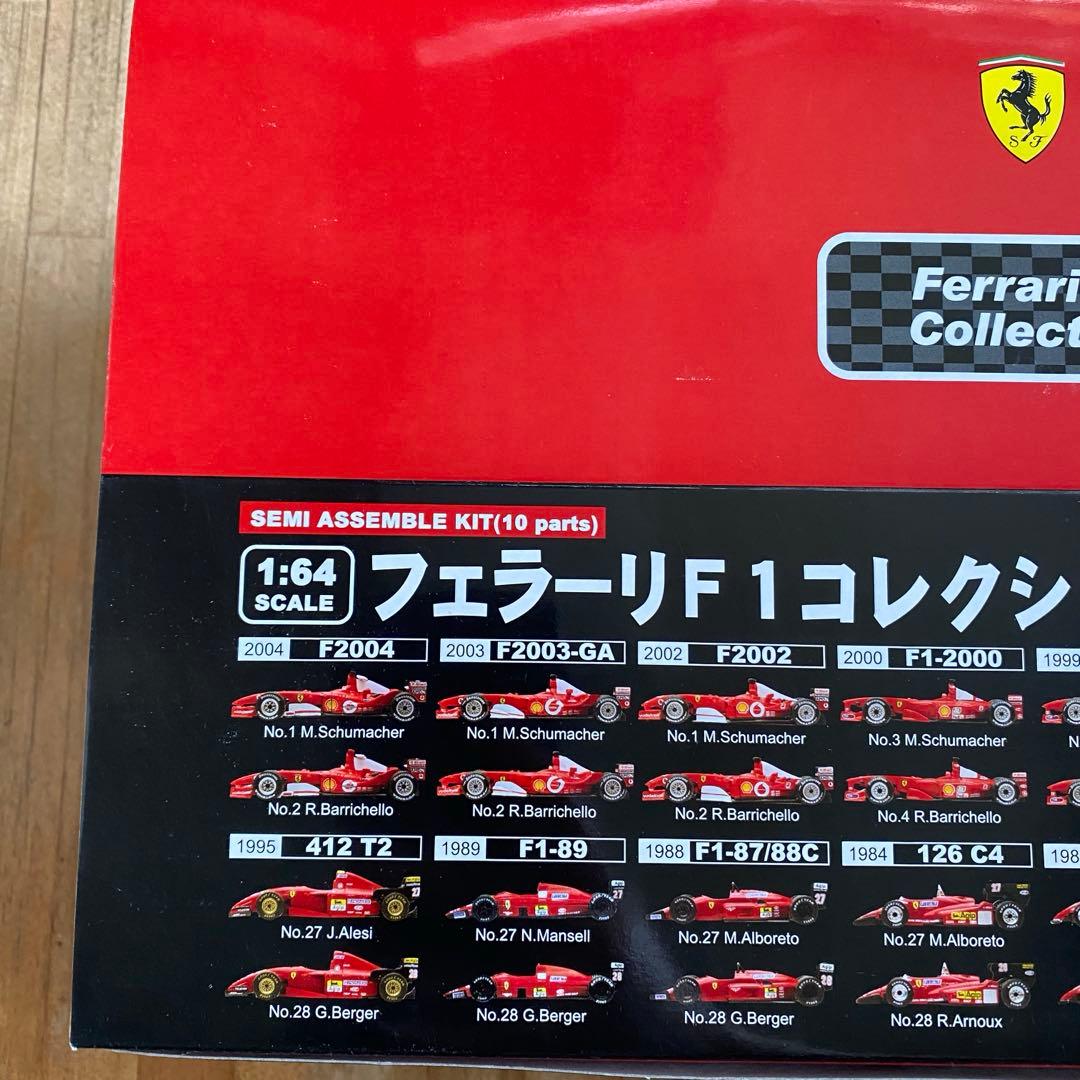 S F
Ferrari
Collect
SEMI ASSEMBLE KIT(10 parts)
1:64
SCALE
フェラーリF1コレクシ
2004 F2004
2003 F2003-GA
2002 F2002
2000 F1-2000
1999
No.1 M.Schumacher
No.1 M.Schumacher
No.1 M.Schumacher
No.3 M.Schumacher
No.2 R.Barrichello
No.2 R.Barrichello
No.2 R.Barrichello
No.4 R.Barrichello
1995 412 T2
1989 F1-89
1988 F1-87/88C
1984 126 C4
198
No.27 J.Alesi
No.27 N.Mansell
No.27 M.Alboreto
No.27 M.Alboreto
No.28 G.Berger
No.28 G.Berger
No.28 G.Berger
No.28 R.Arnoux